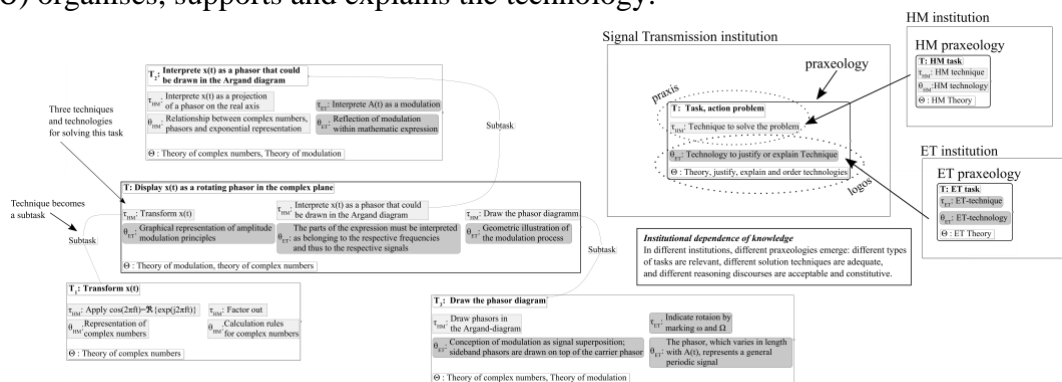 b) organises, supports and explains the technology.
T₂: Interpret x(t) as a phasor that could
be drawn in the Argand diagram
τHM: Interpret x(t) as a projection
of a phasor on the real axis
τET: Interpret A(t) as a modulation
θHM: Relationship between complex numbers,
phasors and exponential representation
θET: Reflection of modulation
within mathematic expression
Θ : Theory of complex numbers, Theory of modulation
Three techniques
and technologies
for solving this task
Subtask
T: Display x(t) as a rotating phasor in the complex plane
τHM: Transform x(t)
τHM: Interpret x(t) as a phasor that could
be drawn in the Argand diagram
τHM: Draw the phasor diagramm
θET: Graphical representation of amplitude
modulation principles
θET: The parts of the expression must be interpreted
as belonging to the respective frequencies
and thus to the respective signals
θET: Geometric illustration of
the modulation process
Θ : Theory of modulation, theory of complex numbers
Technique becomes
a subtask
Subtask
Subtask
T₁: Transform x(t)
τHM: Apply cos(2πft)=ℜ{exp(j2πft)}
τHM: Factor out
θHM: Representation of
complex numbers
θHM: Calculation rules
for complex numbers
Θ : Theory of complex numbers
T₃: Draw the phasor diagram
τHM: Draw phasors in
the Argand-diagram
τET: Indicate rotaion by
marking ω and Ω
θET: Conception of modulation as signal superposition;
sideband phasors are drawn on top of the carrier phasor
θET: The phasor, which varies in length
with A(t), represents a general
periodic signal
Θ : Theory of complex numbers, Theory of Modulation
Signal Transmission institution
praxeology
praxis
T: Task, action problem
τHM: Technique to solve the problem
θET: Technology to justify or explain Technique
Θ : Theory, justify, explain and order technologies
logos
Institutional dependence of knowledge
In different institutions, different praxeologies emerge: different types
of tasks are relevant, different solution techniques are adequate,
and different reasoning discourses are acceptable and constitutive.
HM institution
HM praxeology
T: HM task
τHM: HM technique
θHM:HM technology
Θ : HM Theory
ET institution
ET praxeology
T: ET task
τET: ET-technique
θET: ET-technology
Θ : ET Theory